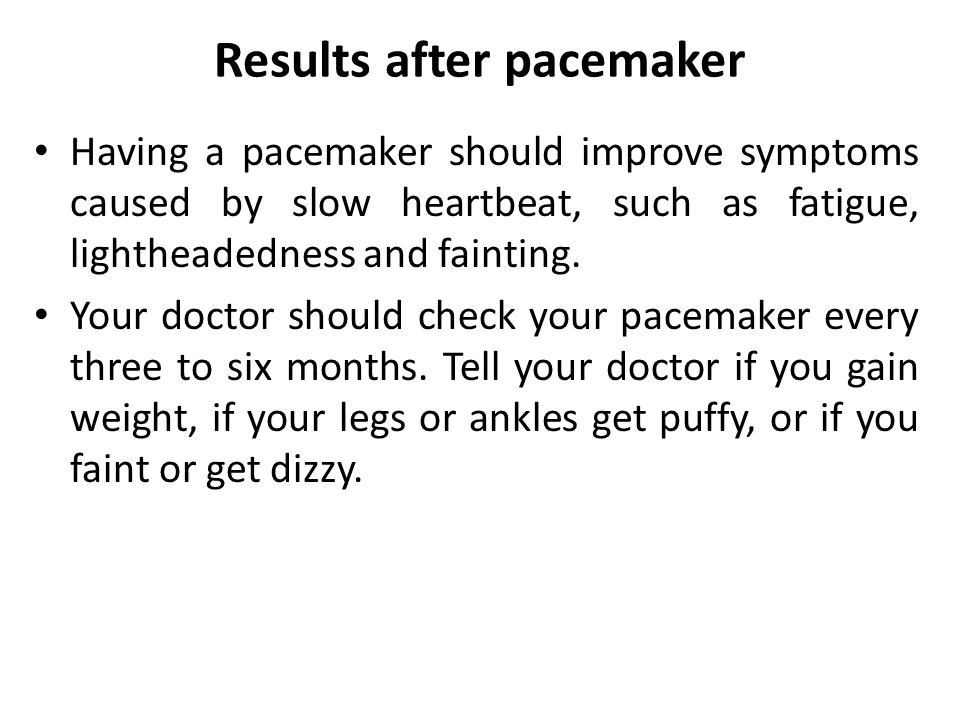 Results after pacemaker
• Having a pacemaker should improve symptoms
caused by slow heartbeat, such as fatigue,
lightheadedness and fainting.
• Your doctor should check your pacemaker every
three to six months. Tell your doctor if you gain
weight, if your legs or ankles get puffy, or if you
faint or get dizzy.